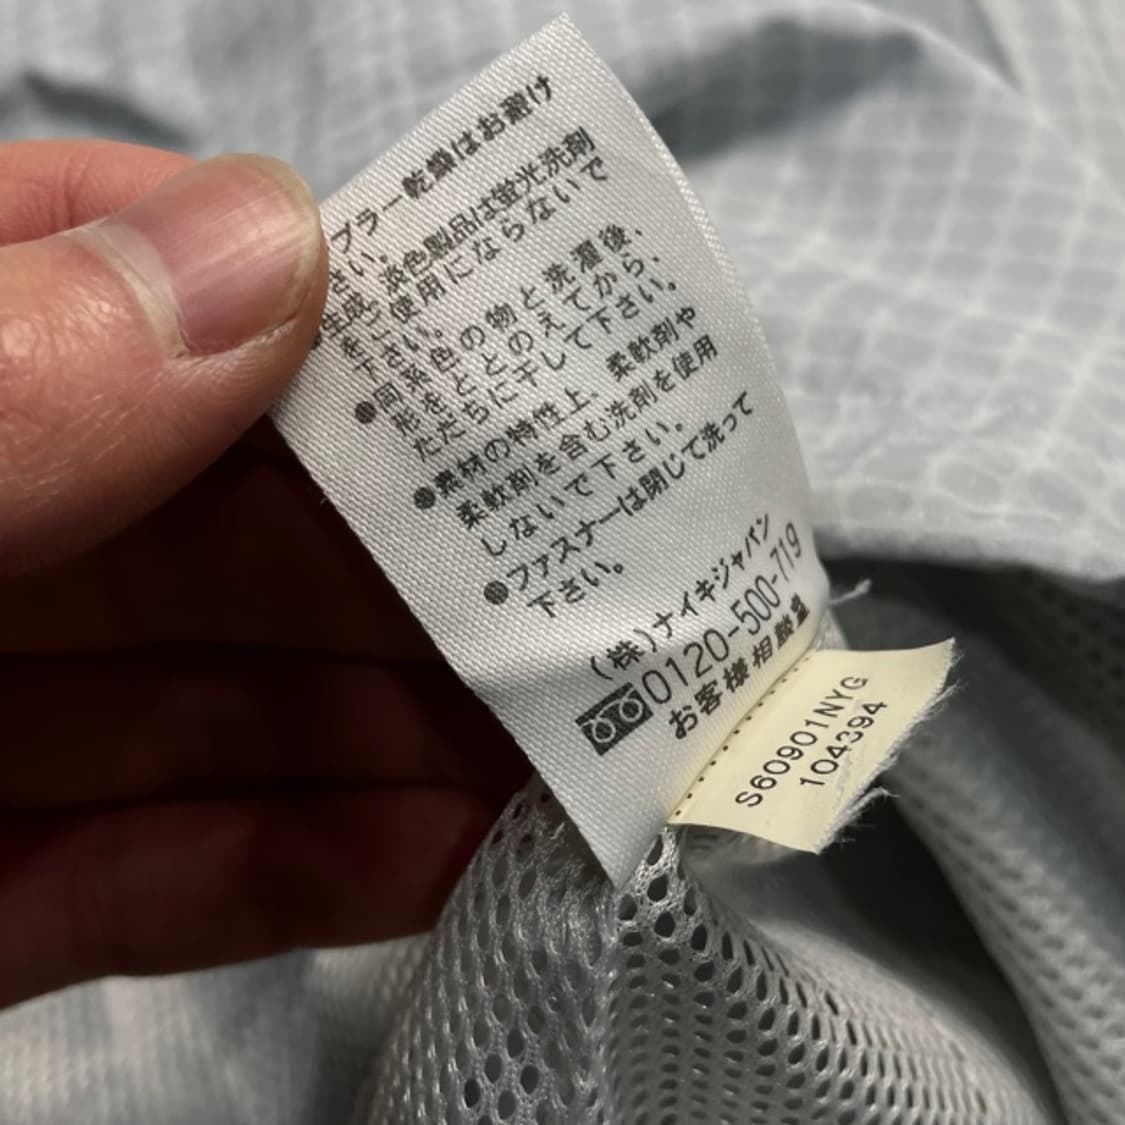 ブラー乾燥はお避け
さい。
生成、淡色製品は蛍光洗剤
をご使用にならないで
下さい。
●同系色の物と洗濯後、
形をととのえてから、
ただちに干して下さい。
●素材の特性上、柔軟剤や
柔軟剤を含む洗剤を使用
しないで下さい。
●ファスナーは閉じて洗って
下さい。
(株)ナイキジャパン
0120-500-719
お客様相談室
S60901NYG
104394